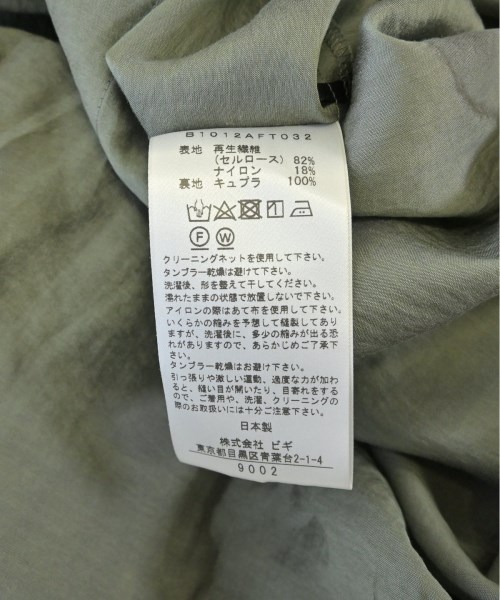 B1012AFT032
表地 再生繊維
(セルロース) 82%
ナイロン 18%
裏地 キュプラ 100%
F W
クリーニングネットを使用して下さい。
タンブラー乾燥は避けて下さい。
洗濯後、形を整えて干してください。
濡れたままの状態で放置しないで下さい。
アイロンの際はあて布を使用して下さい。
いくらかの縮みを予想して縫製してあり
ますが、洗濯後に、多少の縮みが出る恐
れがありますので、あらかじめご了承下
さい。
タンブラー乾燥はお避け下さい。
引っ張りや激しい運動、過度な力が加わ
ると、縫い目が開いたり、目寄れをする
ので、ご着用や、洗濯、クリーニングの
際のお取扱いには十分ご注意下さい。
日本製
株式会社 ビギ
東京都目黒区青葉台2-1-4
9002